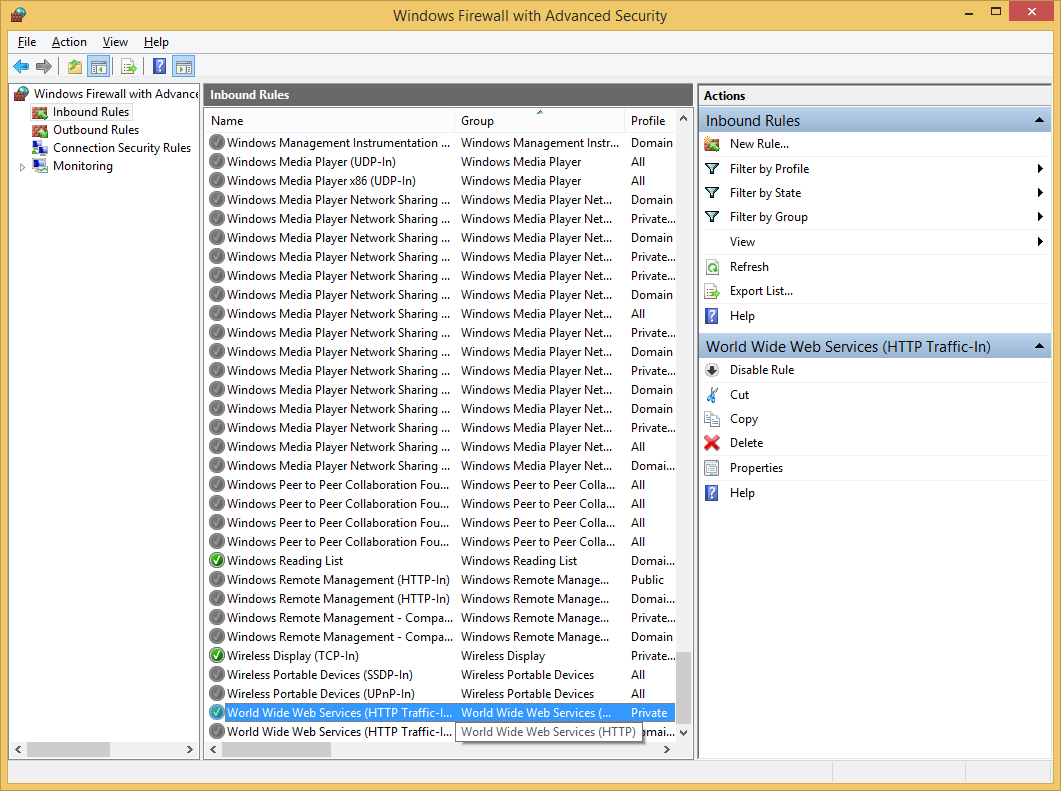 Windows Firewall with Advanced Security
File Action View Help
Windows Firewall with Advance
Inbound Rules
Outbound Rules
Connection Security Rules
Monitoring
Inbound Rules
Name Group Profile
Windows Management Instrumentation ... Windows Management Instr... Domain
Windows Media Player (UDP-In) Windows Media Player All
Windows Media Player x86 (UDP-In) Windows Media Player All
Windows Media Player Network Sharing ... Windows Media Player Net... Domain
Windows Media Player Network Sharing ... Windows Media Player Net... Private...
Windows Media Player Network Sharing ... Windows Media Player Net... Domain
Windows Media Player Network Sharing ... Windows Media Player Net... Private...
Windows Media Player Network Sharing ... Windows Media Player Net... Private...
Windows Media Player Network Sharing ... Windows Media Player Net... Domain
Windows Media Player Network Sharing ... Windows Media Player Net... All
Windows Media Player Network Sharing ... Windows Media Player Net... Private...
Windows Media Player Network Sharing ... Windows Media Player Net... Domain
Windows Media Player Network Sharing ... Windows Media Player Net... Private...
Windows Media Player Network Sharing ... Windows Media Player Net... Domain
Windows Media Player Network Sharing ... Windows Media Player Net... Domain
Windows Media Player Network Sharing ... Windows Media Player Net... Private...
Windows Media Player Network Sharing ... Windows Media Player Net... All
Windows Media Player Network Sharing ... Windows Media Player Net... Domai...
Windows Peer to Peer Collaboration Fou... Windows Peer to Peer Colla... All
Windows Peer to Peer Collaboration Fou... Windows Peer to Peer Colla... All
Windows Peer to Peer Collaboration Fou... Windows Peer to Peer Colla... All
Windows Peer to Peer Collaboration Fou... Windows Peer to Peer Colla... All
Windows Reading List Windows Reading List Domai...
Windows Remote Management (HTTP-In) Windows Remote Manage... Public
Windows Remote Management (HTTP-In) Windows Remote Manage... Domai...
Windows Remote Management - Compa... Windows Remote Manage... Private...
Windows Remote Management - Compa... Windows Remote Manage... Domain
Wireless Display (TCP-In) Wireless Display Private...
Wireless Portable Devices (SSDP-In) Wireless Portable Devices All
Wireless Portable Devices (UPnP-In) Wireless Portable Devices All
World Wide Web Services (HTTP Traffic-I... World Wide Web Services (... Private
World Wide Web Services (HTTP Traffic-I... World Wide Web Services (HTTP) omai...
Actions
Inbound Rules
New Rule...
Filter by Profile
Filter by State
Filter by Group
View
Refresh
Export List...
Help
World Wide Web Services (HTTP Traffic-In)
Disable Rule
Cut
Copy
Delete
Properties
Help